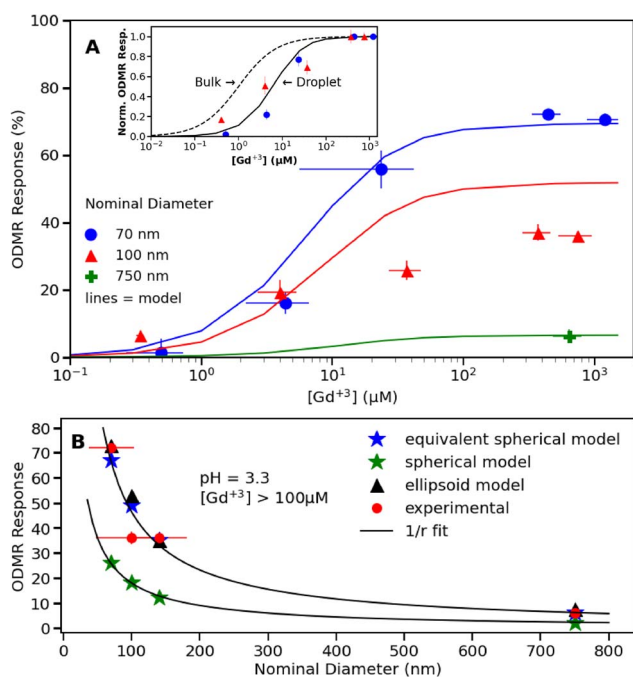 A
ODMR Response (%)
100
80
60
40
20
0
10⁻¹ 10⁰ 10¹ 10² 10³
[Gd⁺³] (µM)
Nominal Diameter
70 nm
100 nm
750 nm
lines = model
Norm. ODMR Resp.
1.0
0.8
0.6
0.4
0.2
0.0
Bulk → ← Droplet
10⁻² 10⁻¹ 10⁰ 10¹ 10² 10³
[Gd⁺³] (µM)
B
ODMR Response
80
70
60
50
40
30
20
10
0
pH = 3.3
[Gd⁺³] > 100µM
equivalent spherical model
spherical model
ellipsoid model
experimental
1/r fit
0 100 200 300 400 500 600 700 800
Nominal Diameter (nm)